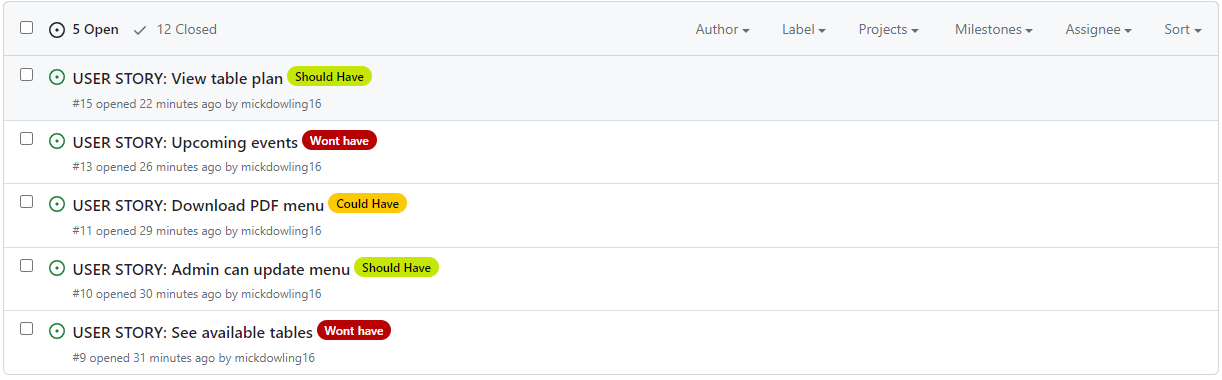 5 Open 12 Closed Author Label Projects Milestones Assignee Sort
USER STORY: View table plan Should Have
#15 opened 22 minutes ago by mickdowling16
USER STORY: Upcoming events Wont have
#13 opened 26 minutes ago by mickdowling16
USER STORY: Download PDF menu Could Have
#11 opened 29 minutes ago by mickdowling16
USER STORY: Admin can update menu Should Have
#10 opened 30 minutes ago by mickdowling16
USER STORY: See available tables Wont have
#9 opened 31 minutes ago by mickdowling16